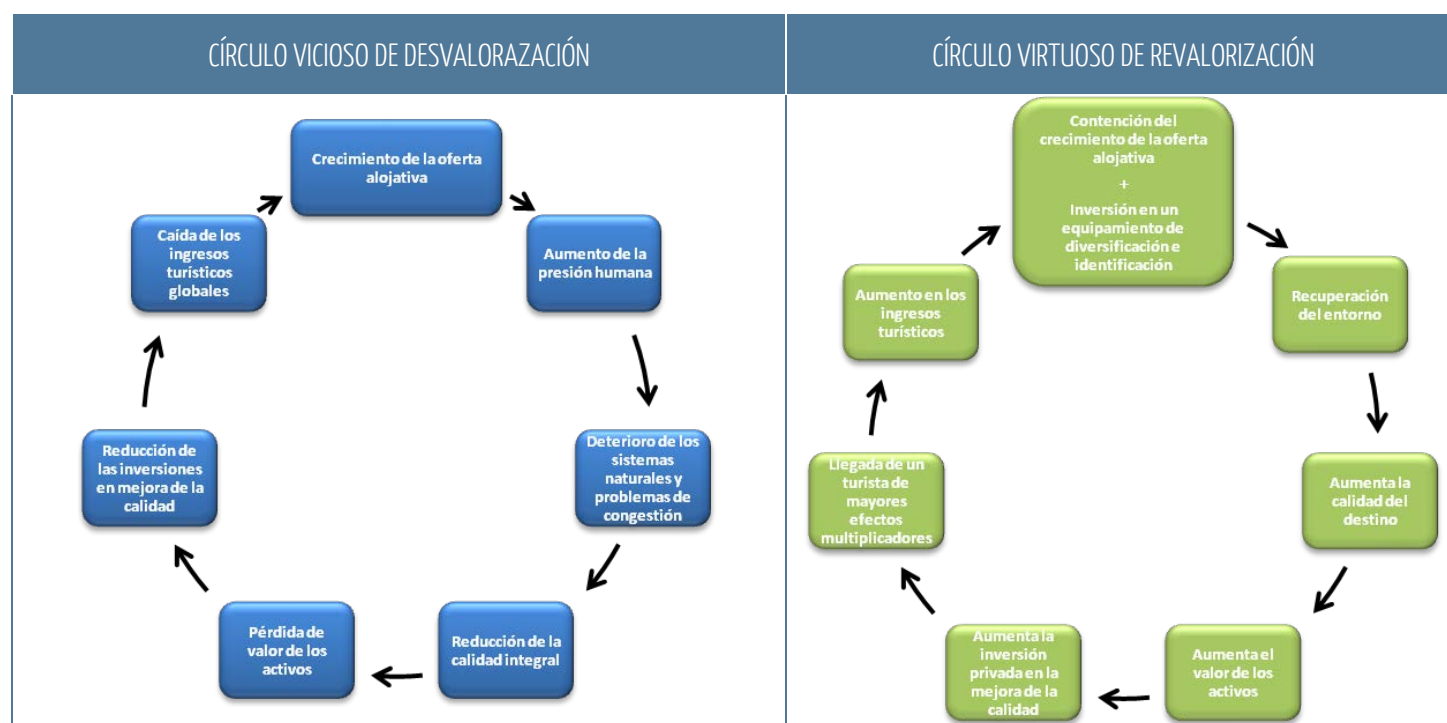 CÍRCULO VICIOSO DE DESVALORAZACIÓN
Crecimiento de la oferta
alojativa
Aumento de la
presión humana
Deterioro de los
sistemas
naturales y
problemas de
congestión
Reducción de la
calidad integral
Pérdida de
valor de los
activos
Reducción de
las inversiones
en mejora de la
calidad
Caída de los
ingresos
turísticos
globales
CÍRCULO VIRTUOSO DE REVALORIZACIÓN
Contención del
crecimiento de la oferta
alojativa
+
Inversión en un
equipamiento de
diversificación e
identificación
Recuperación
del entorno
Aumenta la
calidad del
destino
Aumenta el
valor de los
activos
Aumenta la
inversión
privada en la
mejora de la
calidad
Llegada de un
turista de
mayores
efectos
multiplicadores
Aumento en los
ingresos
turísticos